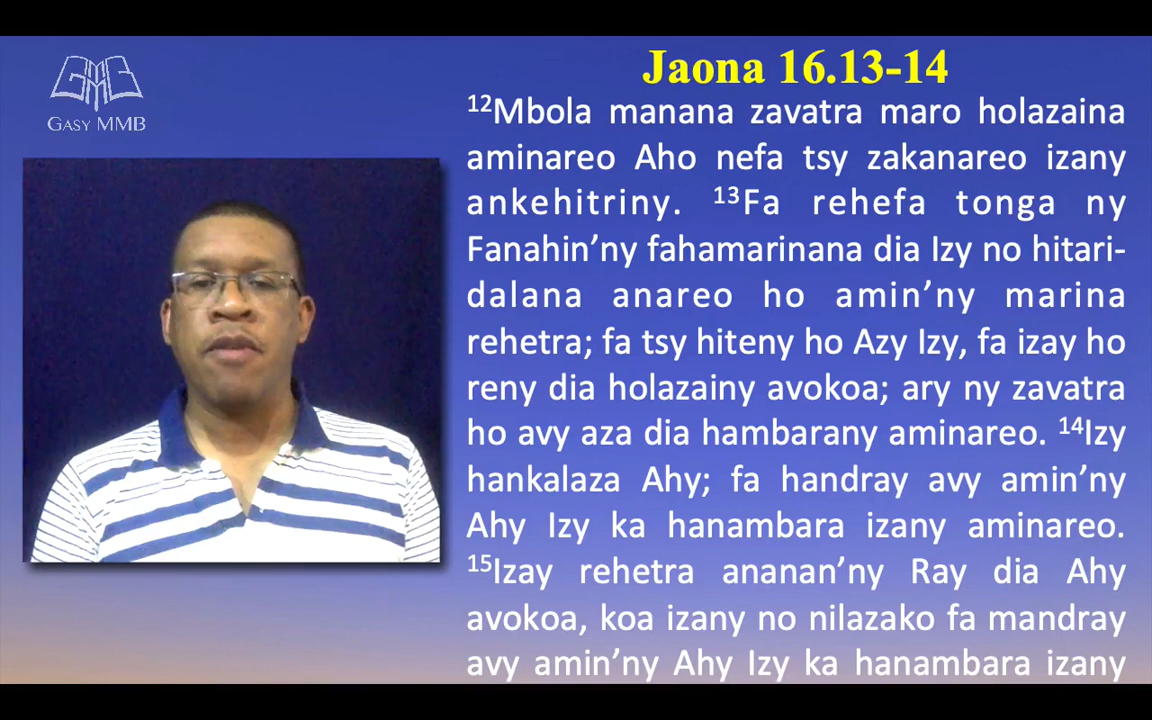 GASY MMB
Jaona 16.13-14
¹²Mbola manana zavatra maro holazaina
aminareo Aho nefa tsy zakanareo izany
ankehitriny. ¹³Fa rehefa tonga ny
Fanahin’ny fahamarinana dia Izy no hitari-
dalana anareo ho amin’ny marina
rehetra; fa tsy hiteny ho Azy Izy, fa izay ho
reny dia holazainy avokoa; ary ny zavatra
ho avy aza dia hambarany aminareo. ¹⁴Izy
hankalaza Ahy; fa handray avy amin’ny
Ahy Izy ka hanambara izany aminareo.
¹⁵Izay rehetra ananan’ny Ray dia Ahy
avokoa, koa izany no nilazako fa mandray
avy amin’ny Ahy Izy ka hanambara izany